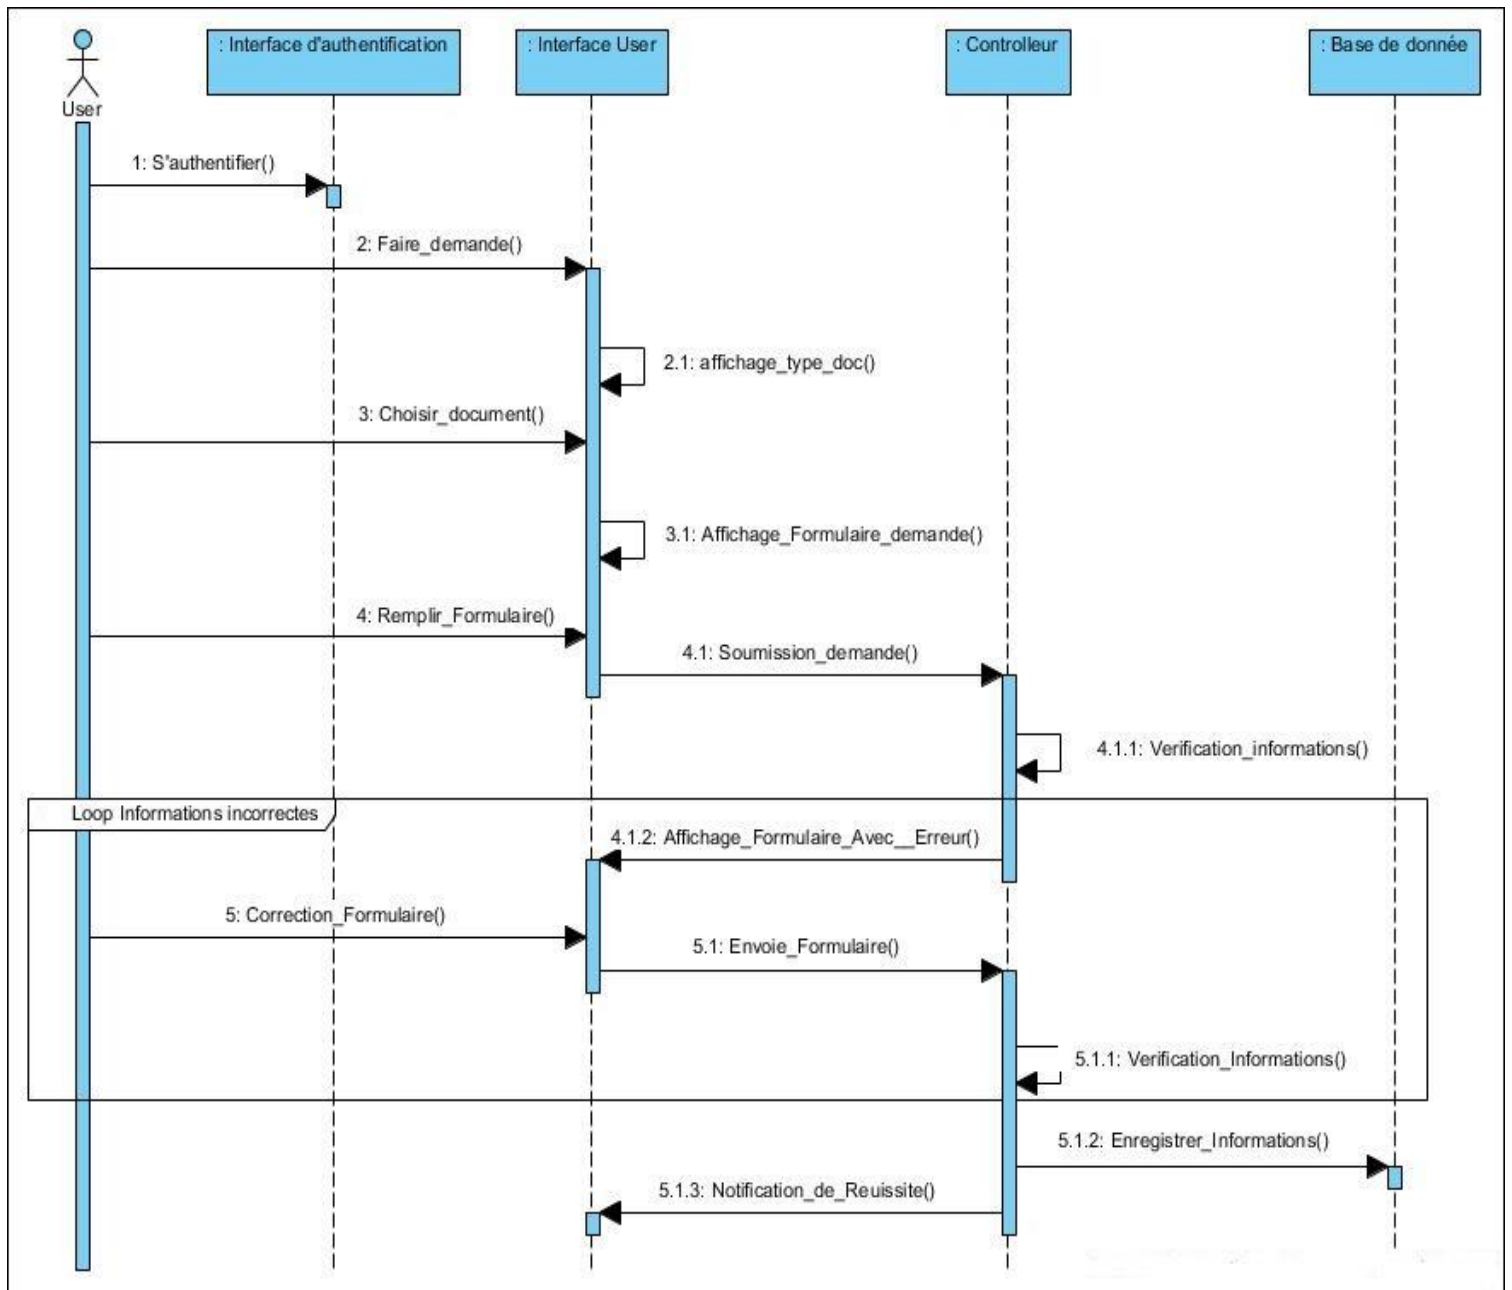 : Interface d'authentification
: Interface User
: Controlleur
: Base de donnée
User
1: S'authentifier()
2: Faire_demande()
2.1: affichage_type_doc()
3: Choisir_document()
3.1: Affichage_Formulaire_demande()
4: Remplir_Formulaire()
4.1: Soumission_demande()
4.1.1: Verification_informations()
Loop Informations incorrectes
4.1.2: Affichage_Formulaire_Avec__Erreur()
5: Correction_Formulaire()
5.1: Envoie_Formulaire()
5.1.1: Verification_Informations()
5.1.2: Enregistrer_Informations()
5.1.3: Notification_de_Reuissite()